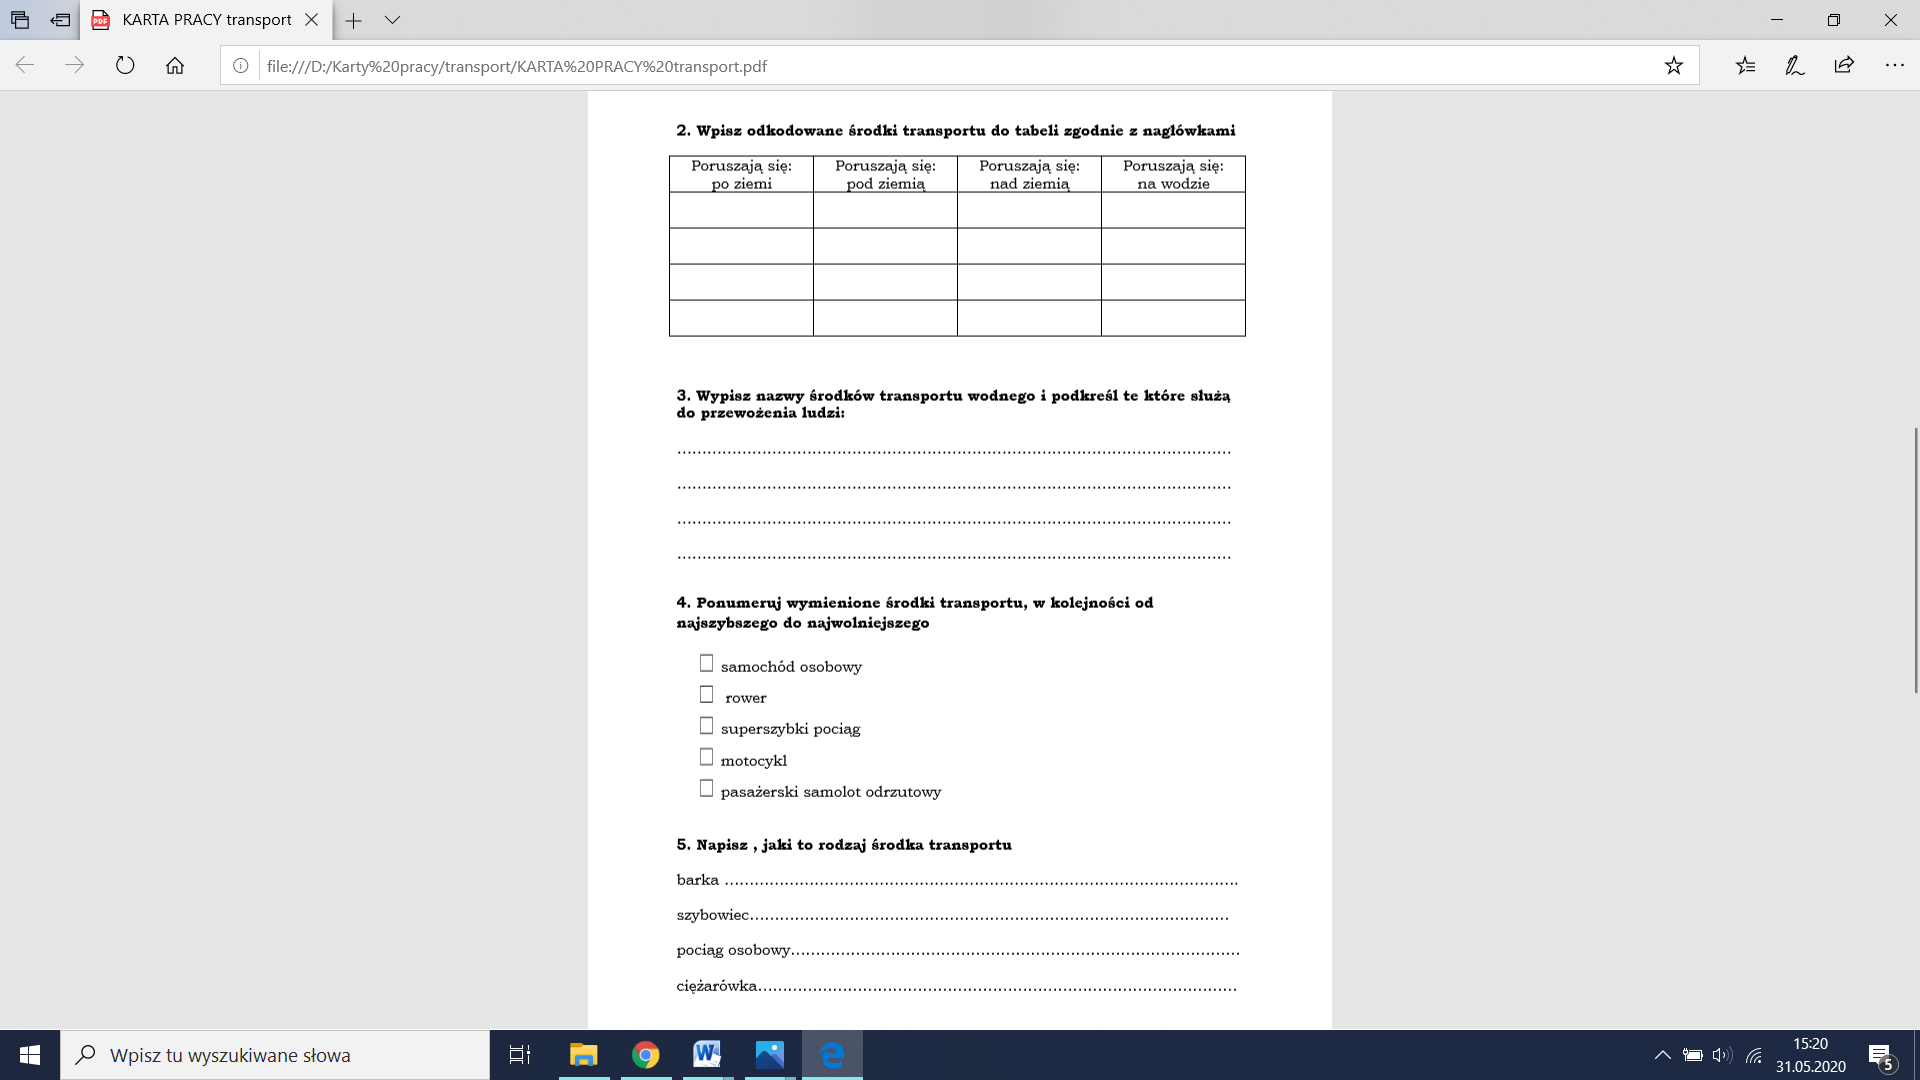 KARTA PRACY transport
file:///D:/Karty%20pracy/transport/KARTA%20PRACY%20transport.pdf
2. Wpisz odkodowane środki transportu do tabeli zgodnie z nagłówkami
Poruszają się: po ziemi
Poruszają się: pod ziemią
Poruszają się: nad ziemią
Poruszają się: na wodzie
3. Wypisz nazwy środków transportu wodnego i podkreśl te które służą
do przewożenia ludzi:
4. Ponumeruj wymienione środki transportu, w kolejności od
najszybszego do najwolniejszego
samochód osobowy
rower
superszybki pociąg
motocykl
pasażerski samolot odrzutowy
5. Napisz , jaki to rodzaj środka transportu
barka ……………………………………………………………………………………….
szybowiec…………………………………………………………………………………
pociąg osobowy……………………………………………………………………………
ciężarówka…………………………………………………………………………………
Wpisz tu wyszukiwane słowa
15:20
31.05.2020
5